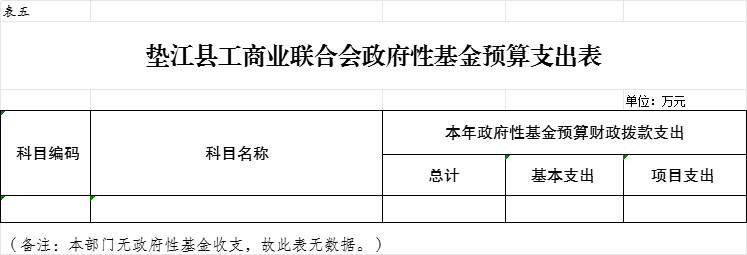 表五
垫江县工商业联合会政府性基金预算支出表
单位：万元
科目编码 科目名称 本年政府性基金预算财政拨款支出
总计 基本支出 项目支出
（备注：本部门无政府性基金收支，故此表无数据。）